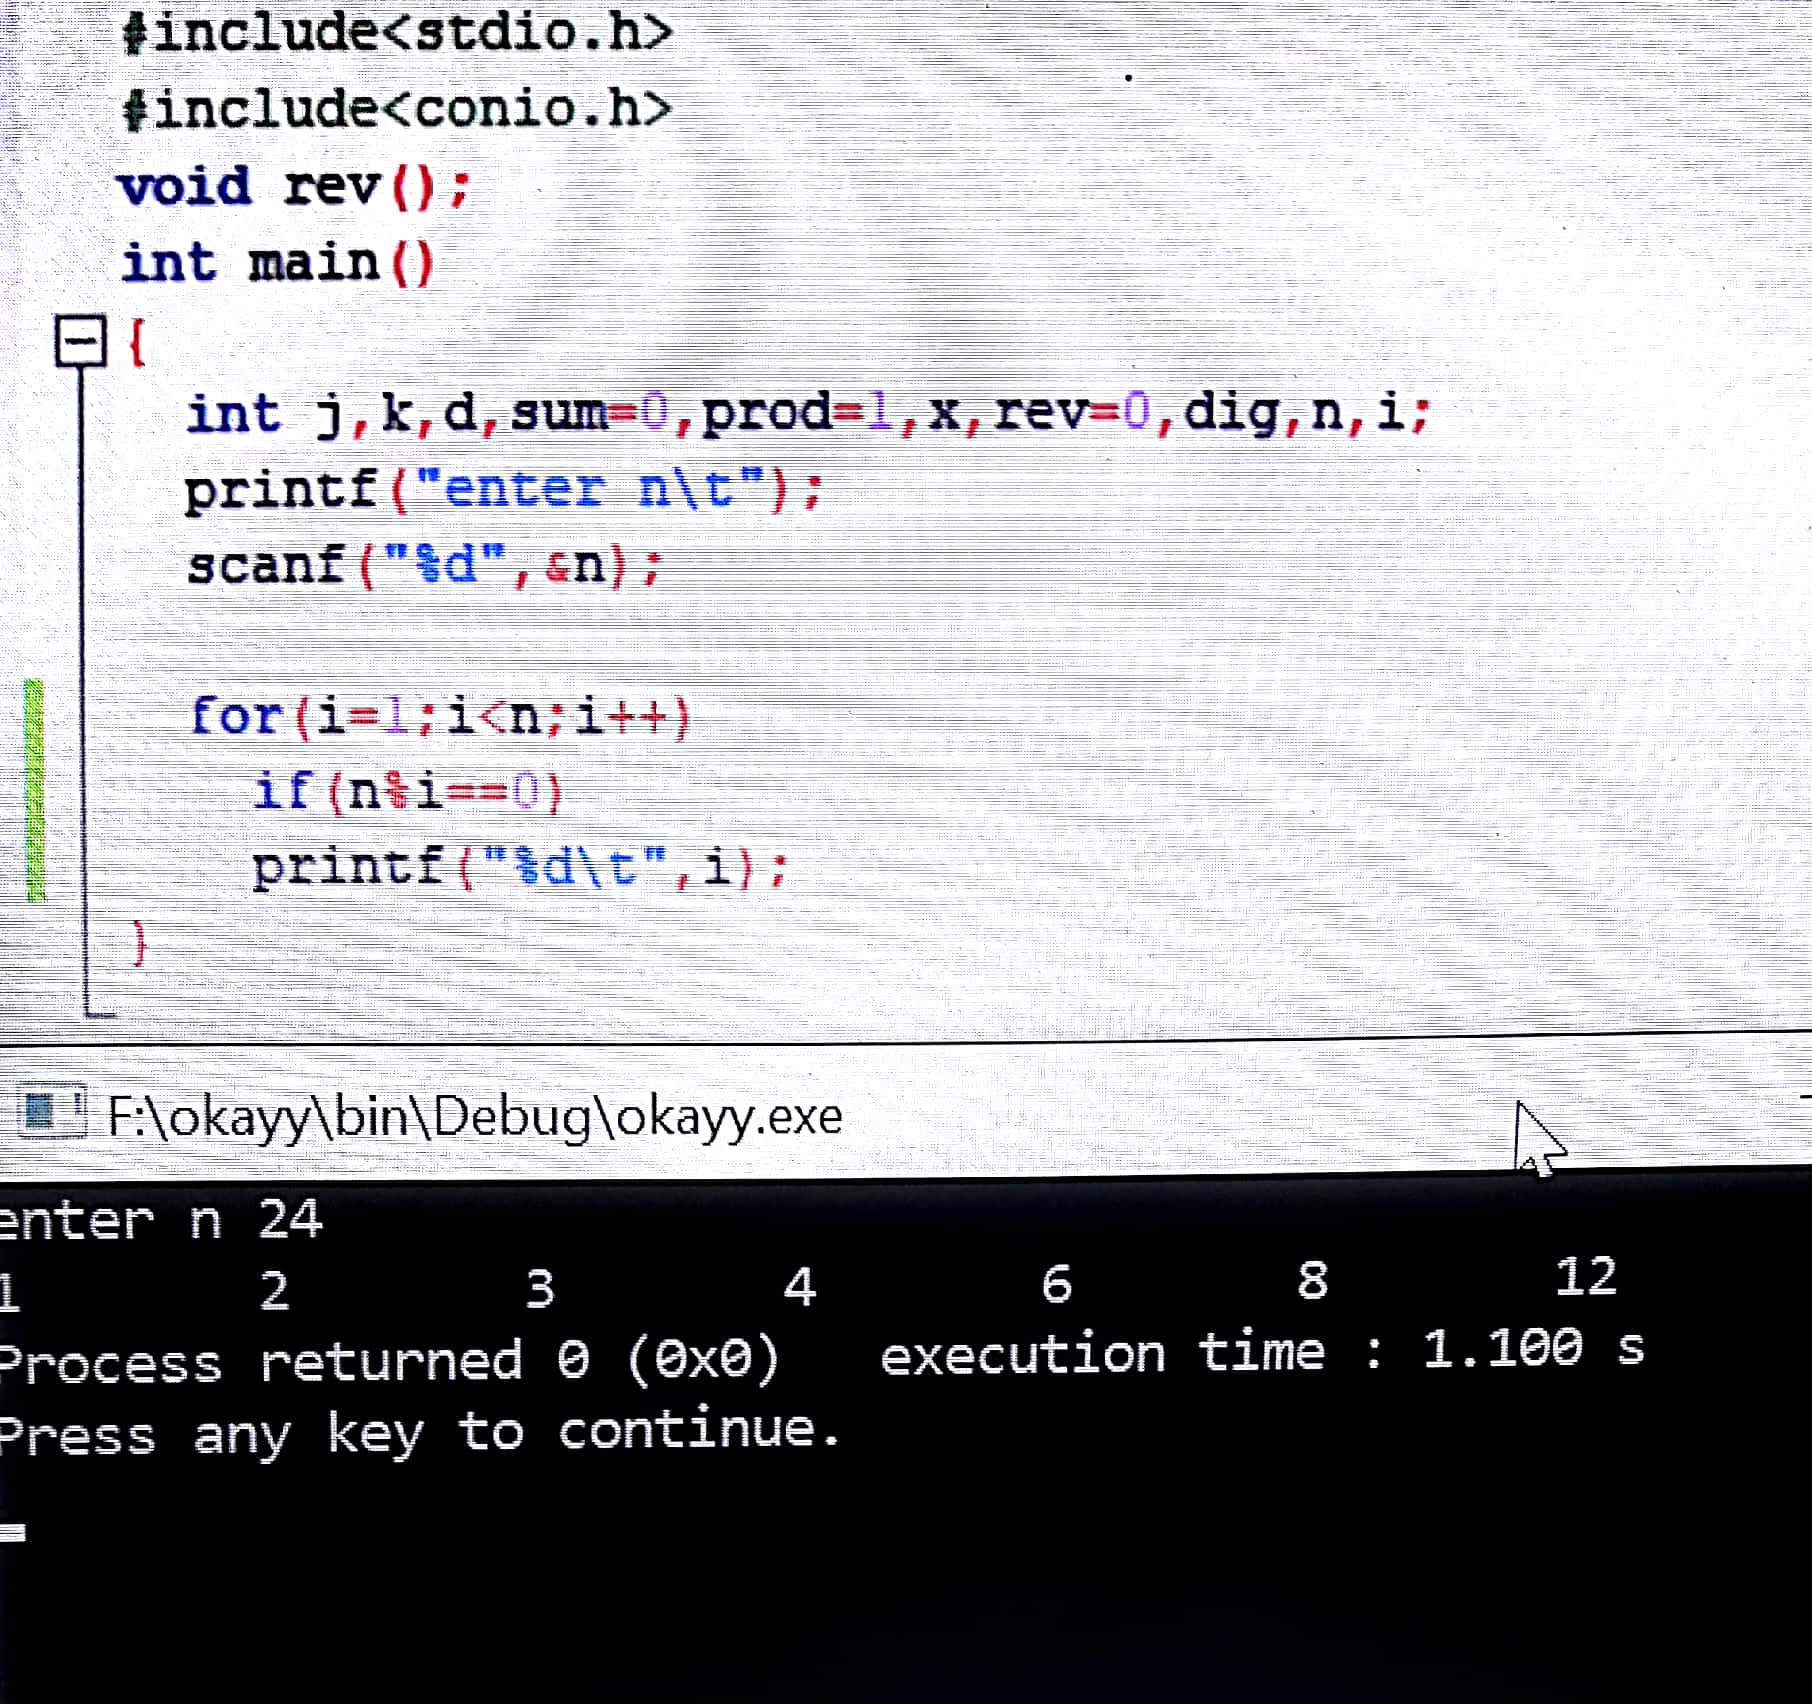 #include<stdio.h>
#include<conio.h>
void rev();
int main()
{
int j,k,d,sum=0,prod=1,x,rev=0,dig,n,i;
printf("enter n\t");
scanf("%d",&n);
for(i=1;i<n;i++)
if(n%i==0)
printf("%d\t",i);
}
F:\okayy\bin\Debug\okayy.exe
enter n 24
1 2 3 4 6 8 12
Process returned 0 (0x0) execution time : 1.100 s
Press any key to continue.